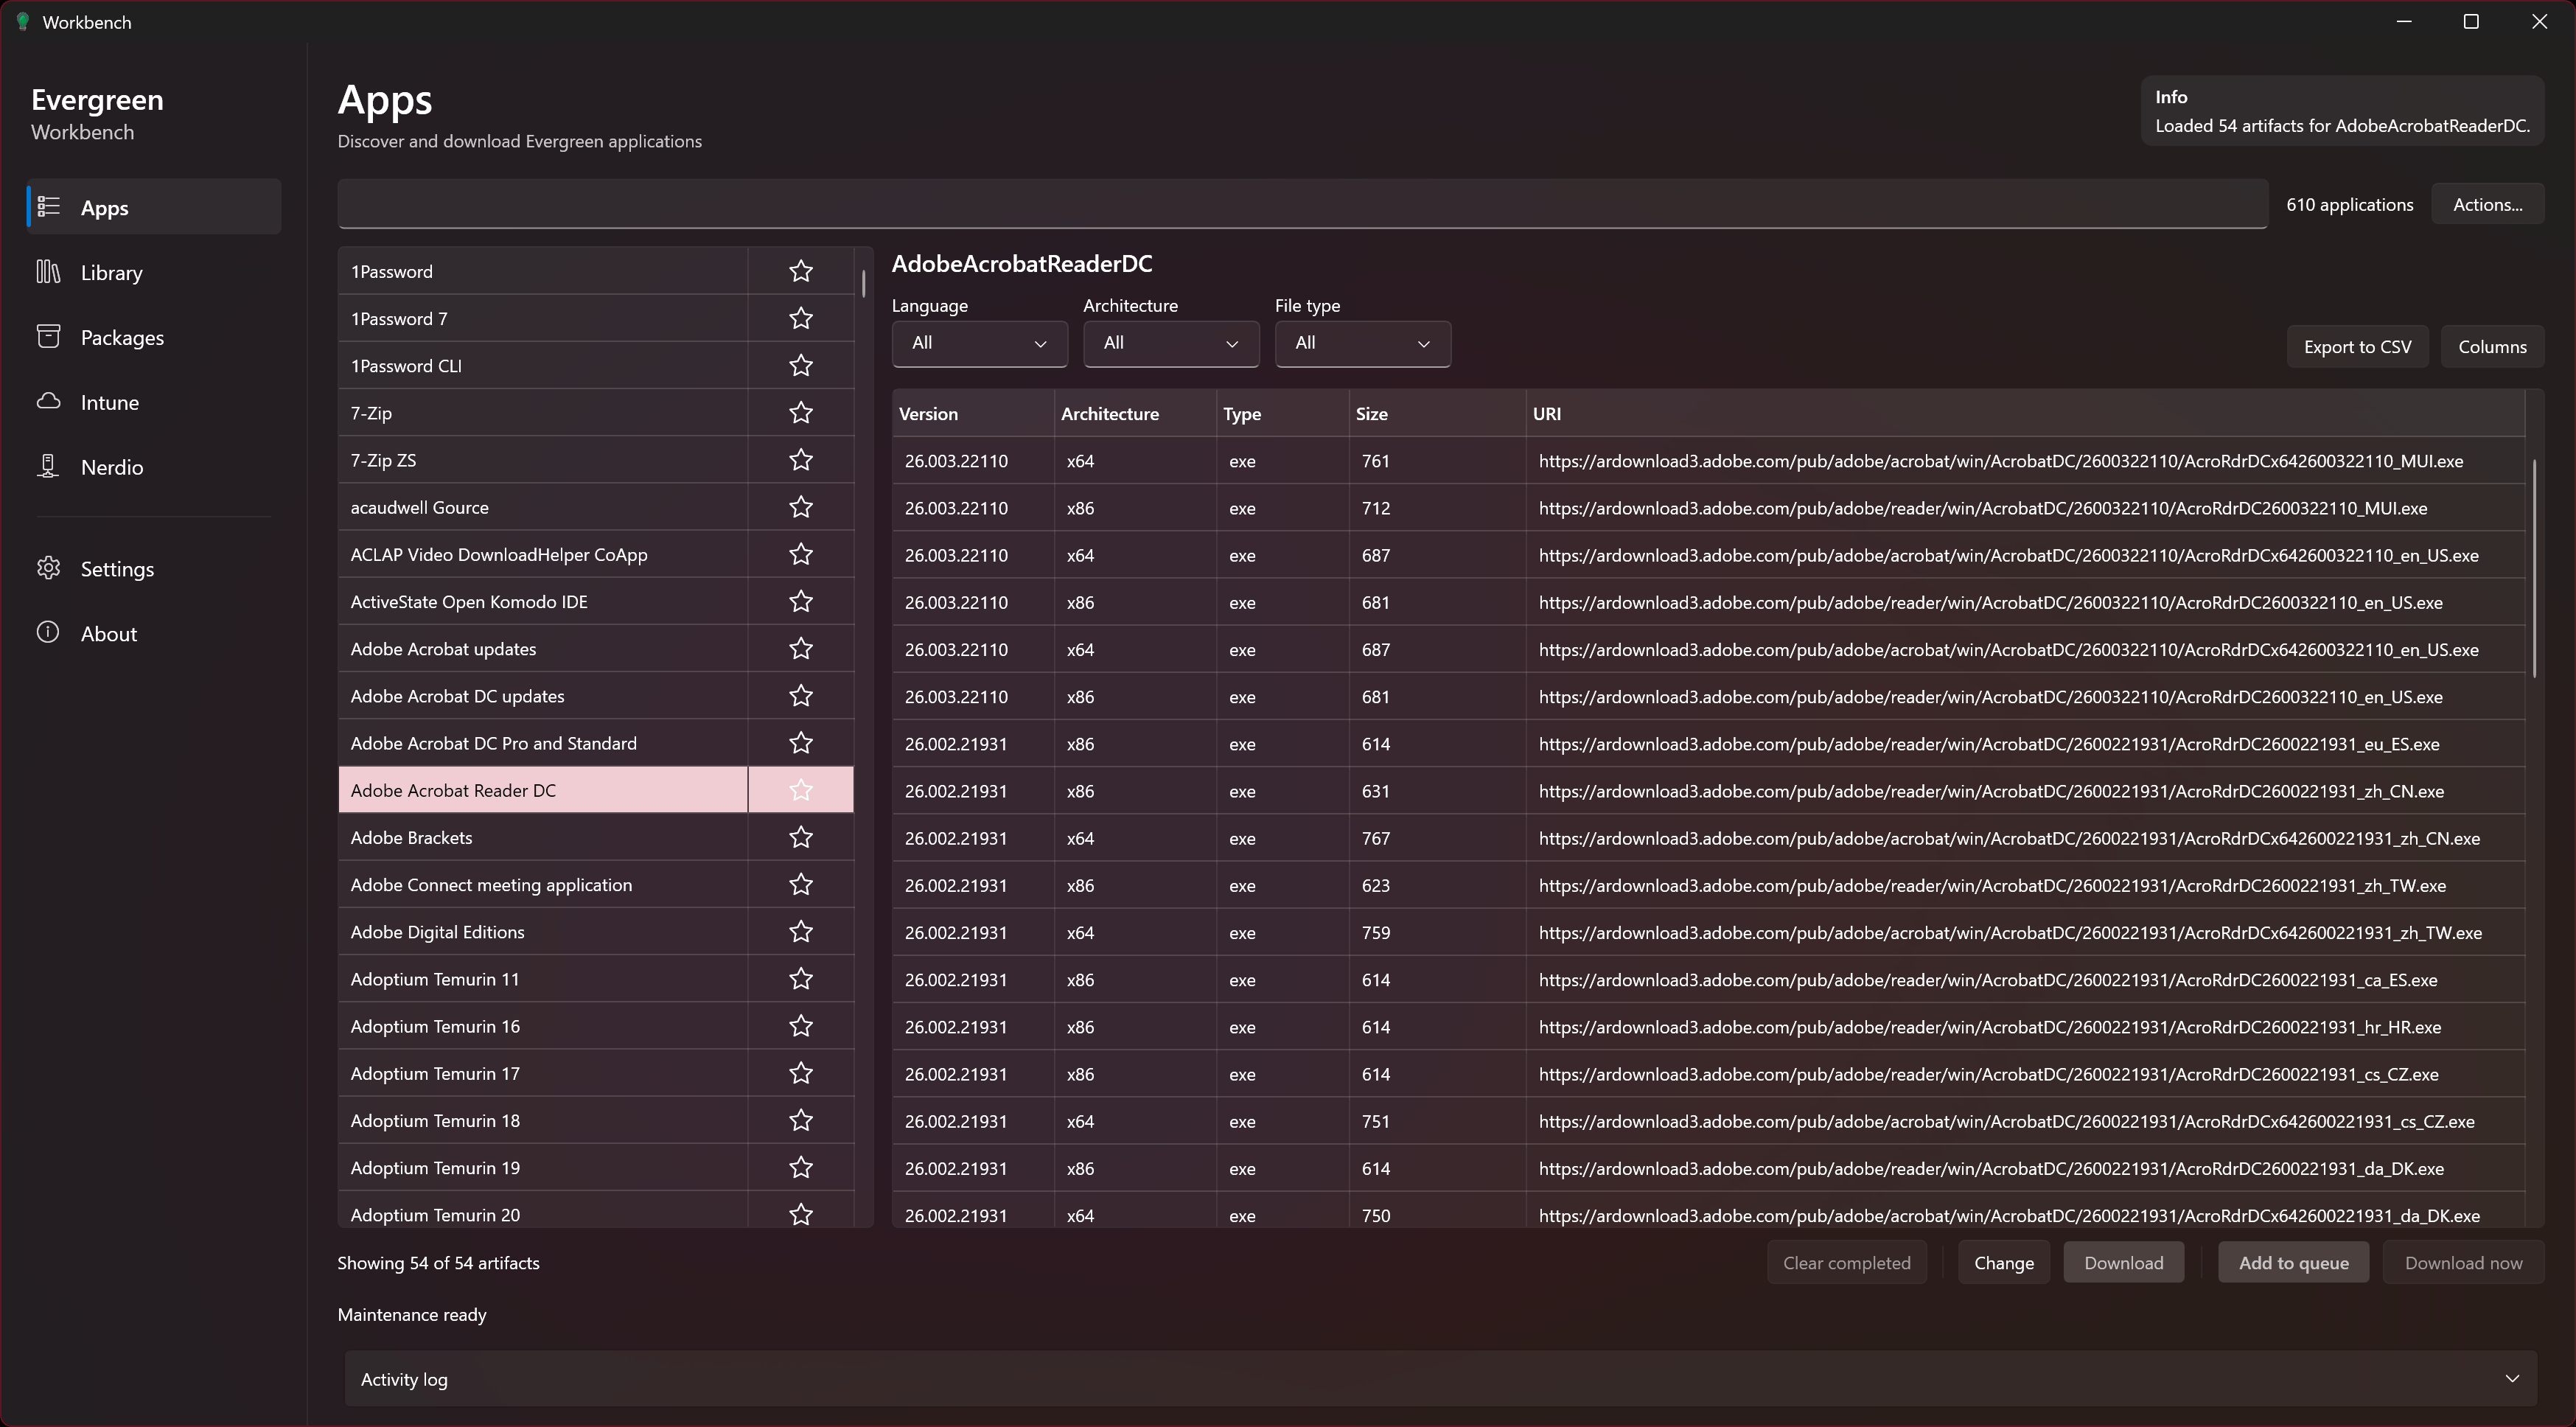 Workbench
Evergreen
Workbench
Apps
Library
Packages
Intune
Nerdio
Settings
About
Apps
Discover and download Evergreen applications
Info
Loaded 54 artifacts for AdobeAcrobatReaderDC.
610 applications
Actions...
1Password
1Password 7
1Password CLI
7-Zip
7-Zip ZS
acaudwell Gource
ACLAP Video DownloadHelper CoApp
ActiveState Open Komodo IDE
Adobe Acrobat updates
Adobe Acrobat DC updates
Adobe Acrobat DC Pro and Standard
Adobe Acrobat Reader DC
Adobe Brackets
Adobe Connect meeting application
Adobe Digital Editions
Adoptium Temurin 11
Adoptium Temurin 16
Adoptium Temurin 17
Adoptium Temurin 18
Adoptium Temurin 19
Adoptium Temurin 20
AdobeAcrobatReaderDC
Language Architecture File type
All All All
Export to CSV Columns
Version Architecture Type Size URI
26.003.22110 x64 exe 761 https://ardownload3.adobe.com/pub/adobe/acrobat/win/AcrobatDC/2600322110/AcroRdrDCx642600322110_MUI.exe
26.003.22110 x86 exe 712 https://ardownload3.adobe.com/pub/adobe/reader/win/AcrobatDC/2600322110/AcroRdrDC2600322110_MUI.exe
26.003.22110 x64 exe 687 https://ardownload3.adobe.com/pub/adobe/acrobat/win/AcrobatDC/2600322110/AcroRdrDCx642600322110_en_US.exe
26.003.22110 x86 exe 681 https://ardownload3.adobe.com/pub/adobe/reader/win/AcrobatDC/2600322110/AcroRdrDC2600322110_en_US.exe
26.003.22110 x64 exe 687 https://ardownload3.adobe.com/pub/adobe/acrobat/win/AcrobatDC/2600322110/AcroRdrDCx642600322110_en_US.exe
26.003.22110 x86 exe 681 https://ardownload3.adobe.com/pub/adobe/reader/win/AcrobatDC/2600322110/AcroRdrDC2600322110_en_US.exe
26.002.21931 x86 exe 614 https://ardownload3.adobe.com/pub/adobe/reader/win/AcrobatDC/2600221931/AcroRdrDC2600221931_eu_ES.exe
26.002.21931 x86 exe 631 https://ardownload3.adobe.com/pub/adobe/reader/win/AcrobatDC/2600221931/AcroRdrDC2600221931_zh_CN.exe
26.002.21931 x64 exe 767 https://ardownload3.adobe.com/pub/adobe/acrobat/win/AcrobatDC/2600221931/AcroRdrDCx642600221931_zh_CN.exe
26.002.21931 x86 exe 623 https://ardownload3.adobe.com/pub/adobe/reader/win/AcrobatDC/2600221931/AcroRdrDC2600221931_zh_TW.exe
26.002.21931 x64 exe 759 https://ardownload3.adobe.com/pub/adobe/acrobat/win/AcrobatDC/2600221931/AcroRdrDCx642600221931_zh_TW.exe
26.002.21931 x86 exe 614 https://ardownload3.adobe.com/pub/adobe/reader/win/AcrobatDC/2600221931/AcroRdrDC2600221931_ca_ES.exe
26.002.21931 x86 exe 614 https://ardownload3.adobe.com/pub/adobe/reader/win/AcrobatDC/2600221931/AcroRdrDC2600221931_hr_HR.exe
26.002.21931 x86 exe 614 https://ardownload3.adobe.com/pub/adobe/reader/win/AcrobatDC/2600221931/AcroRdrDC2600221931_cs_CZ.exe
26.002.21931 x64 exe 751 https://ardownload3.adobe.com/pub/adobe/acrobat/win/AcrobatDC/2600221931/AcroRdrDCx642600221931_cs_CZ.exe
26.002.21931 x86 exe 614 https://ardownload3.adobe.com/pub/adobe/reader/win/AcrobatDC/2600221931/AcroRdrDC2600221931_da_DK.exe
26.002.21931 x64 exe 750 https://ardownload3.adobe.com/pub/adobe/acrobat/win/AcrobatDC/2600221931/AcroRdrDCx642600221931_da_DK.exe
Showing 54 of 54 artifacts
Clear completed Change Download Add to queue Download now
Maintenance ready
Activity log